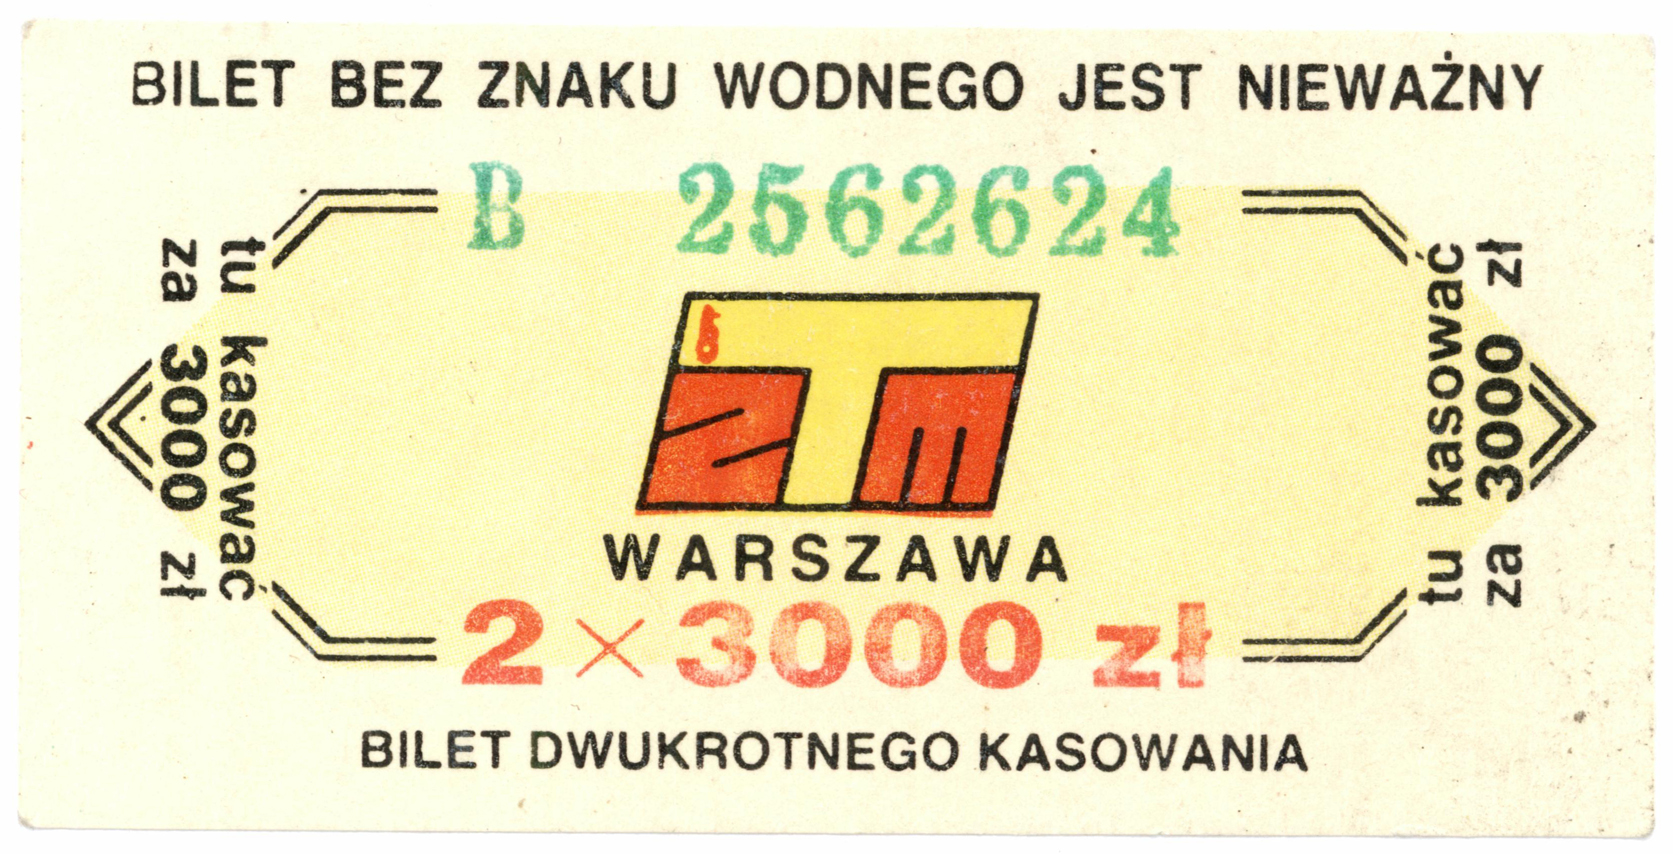 BILET BEZ ZNAKU WODNEGO JEST NIEWAŻNY
B 2562624
tu kasować
za 3000 zł
ZTM
WARSZAWA
2 × 3000 zł
tu kasować
za 3000 zł
BILET DWUKROTNEGO KASOWANIA